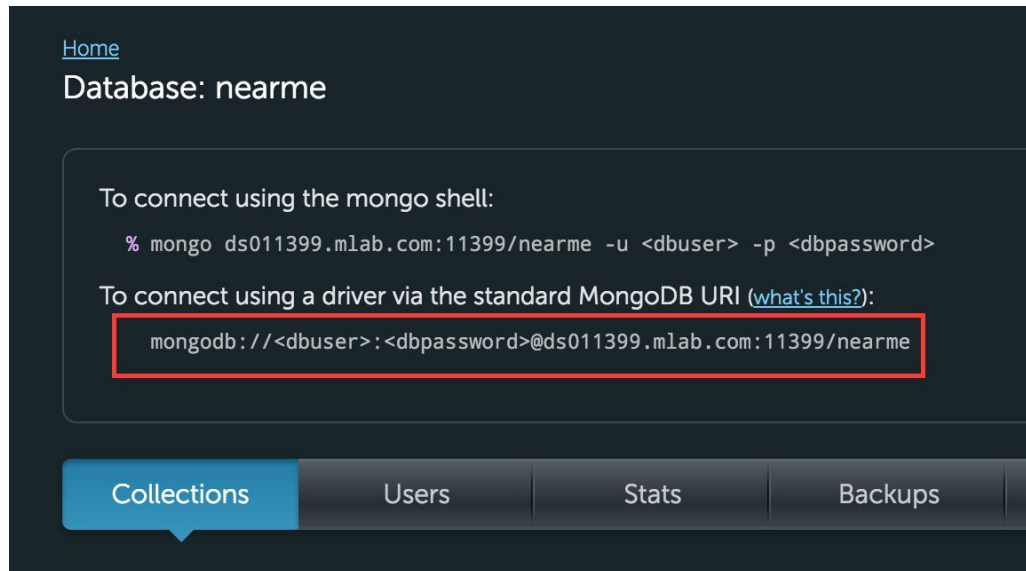 Home
Database: nearme
To connect using the mongo shell:
% mongo ds011399.mlab.com:11399/nearme -u <dbuser> -p <dbpassword>
To connect using a driver via the standard MongoDB URI (what's this?):
mongodb://<dbuser>:<dbpassword>@ds011399.mlab.com:11399/nearme
Collections Users Stats Backups